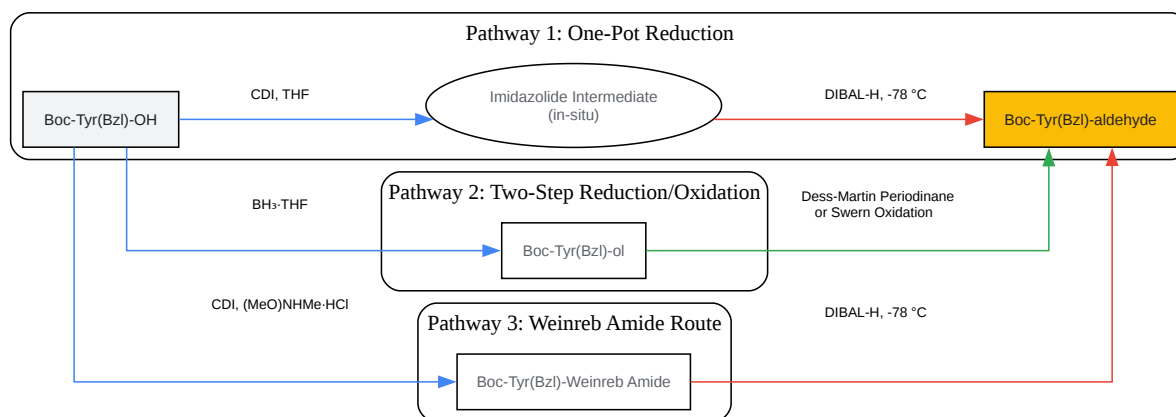 Pathway 1: One-Pot Reduction
CDI, THF
DIBAL-H, -78 °C
Boc-Tyr(Bzl)-OH
Imidazolide Intermediate
(in-situ)
Boc-Tyr(Bzl)-aldehyde
Pathway 2: Two-Step Reduction/Oxidation
BH₃·THF
Dess-Martin Periodinane
or Swern Oxidation
Boc-Tyr(Bzl)-ol
CDI, (MeO)NHMe·HCl
DIBAL-H, -78 °C
Pathway 3: Weinreb Amide Route
Boc-Tyr(Bzl)-Weinreb Amide